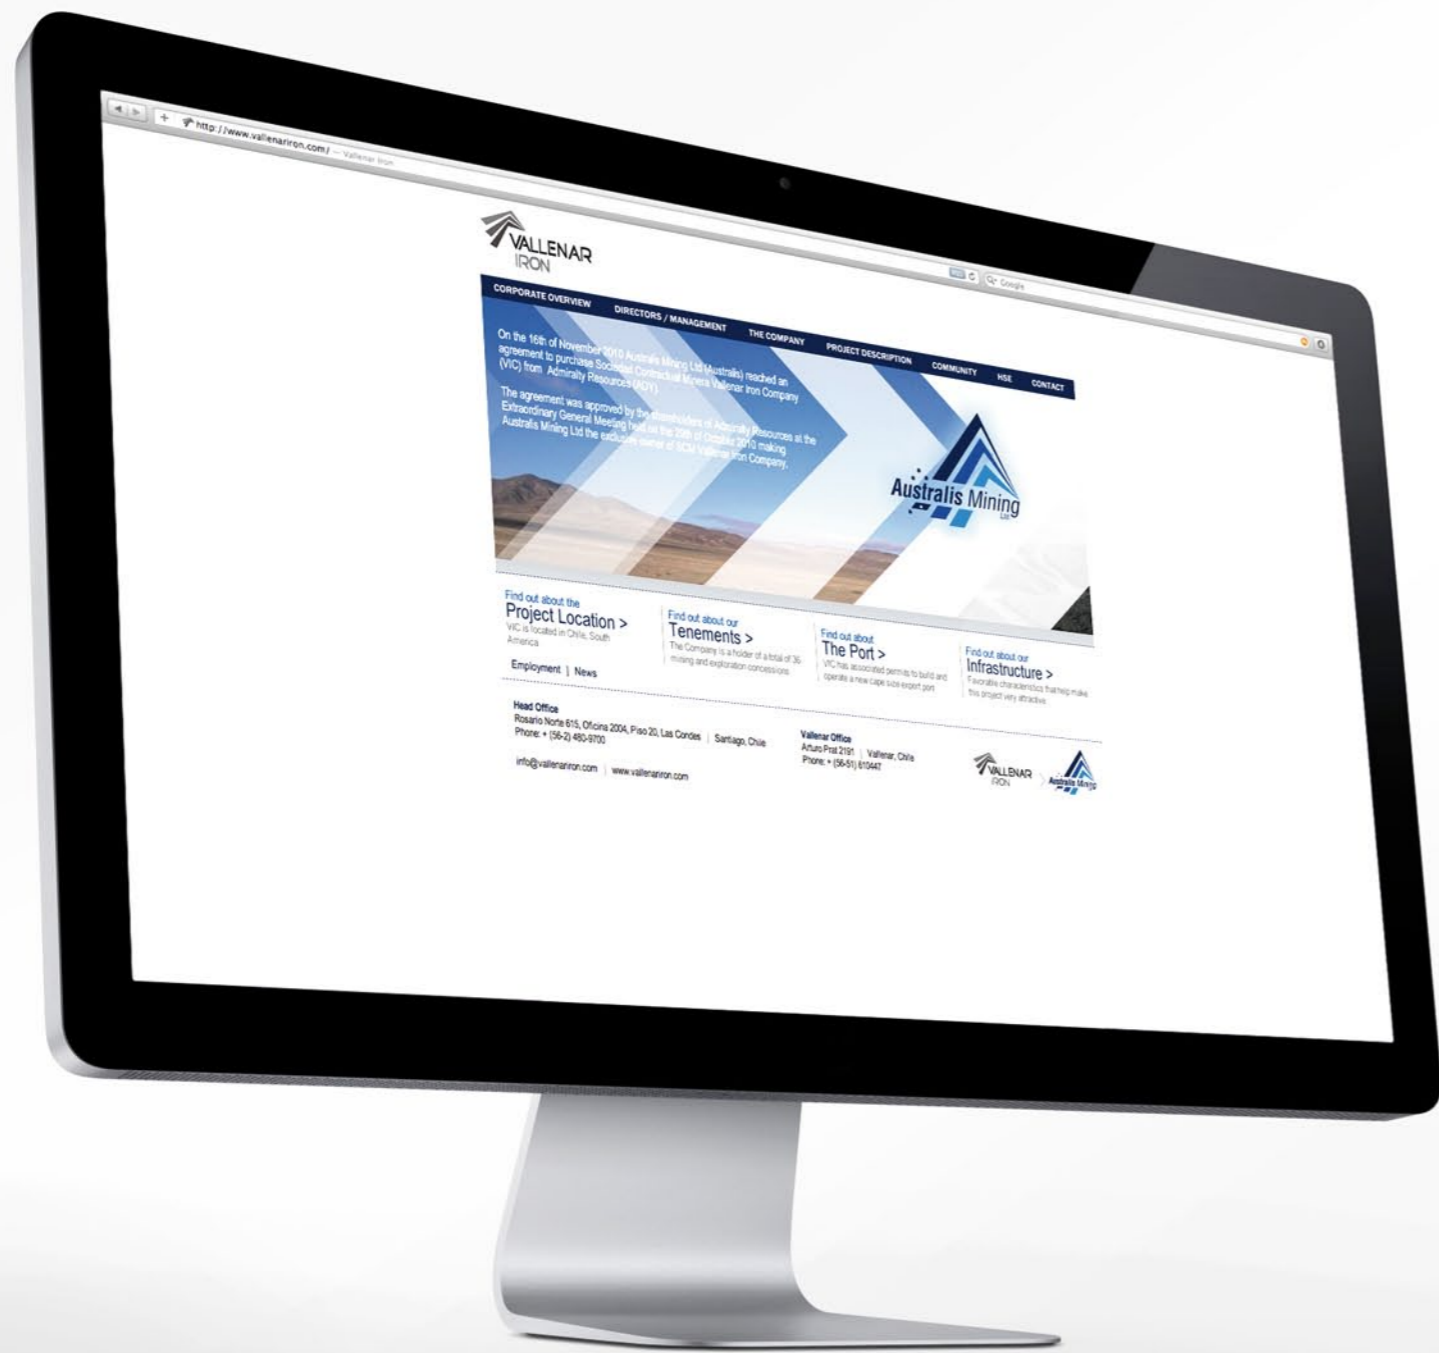 http://www.vallenariron.com/ — Vallenar Iron
Google
VALLENAR
IRON
CORPORATE OVERVIEW
DIRECTORS / MANAGEMENT
THE COMPANY
PROJECT DESCRIPTION
COMMUNITY
HSE
CONTACT
On the 16th of November 2010 Australis Mining Ltd (Australis) reached an
agreement to purchase Sociedad Contractual Minera Vallenar Iron Company
(VIC) from Admiralty Resources (ADY).
The agreement was approved by the shareholders of Admiralty Resources at the
Extraordinary General Meeting held on the 29th of October 2010 making
Australis Mining Ltd the exclusive owner of SCM Vallenar Iron Company.
Australis Mining
Ltd
Find out about the
Project Location >
VIC is located in Chile, South
America
Find out about our
Tenements >
The Company is a holder of a total of 36
mining and exploration concessions
Find out about
The Port >
VIC has associated permits to build and
operate a new cape size export port
Find out about our
Infrastructure >
Favorable characteristics that help make
this project very attractive
Employment | News
Head Office
Rosario Norte 615, Oficina 2004, Piso 20, Las Condes | Santiago, Chile
Phone: + (56-2) 480-9700
info@vallenariron.com | www.vallenariron.com
Vallenar Office
Arturo Prat 2191 | Vallenar, Chile
Phone: + (56-51) 610447
VALLENAR
IRON
Australis Mining